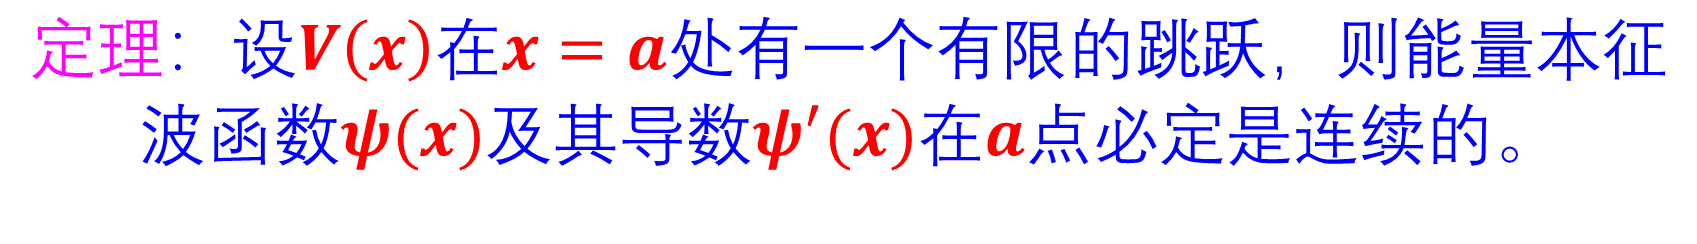 定理：设V(x)在x = a处有一个有限的跳跃，则能量本征
波函数ψ(x)及其导数ψ′(x)在a点必定是连续的。